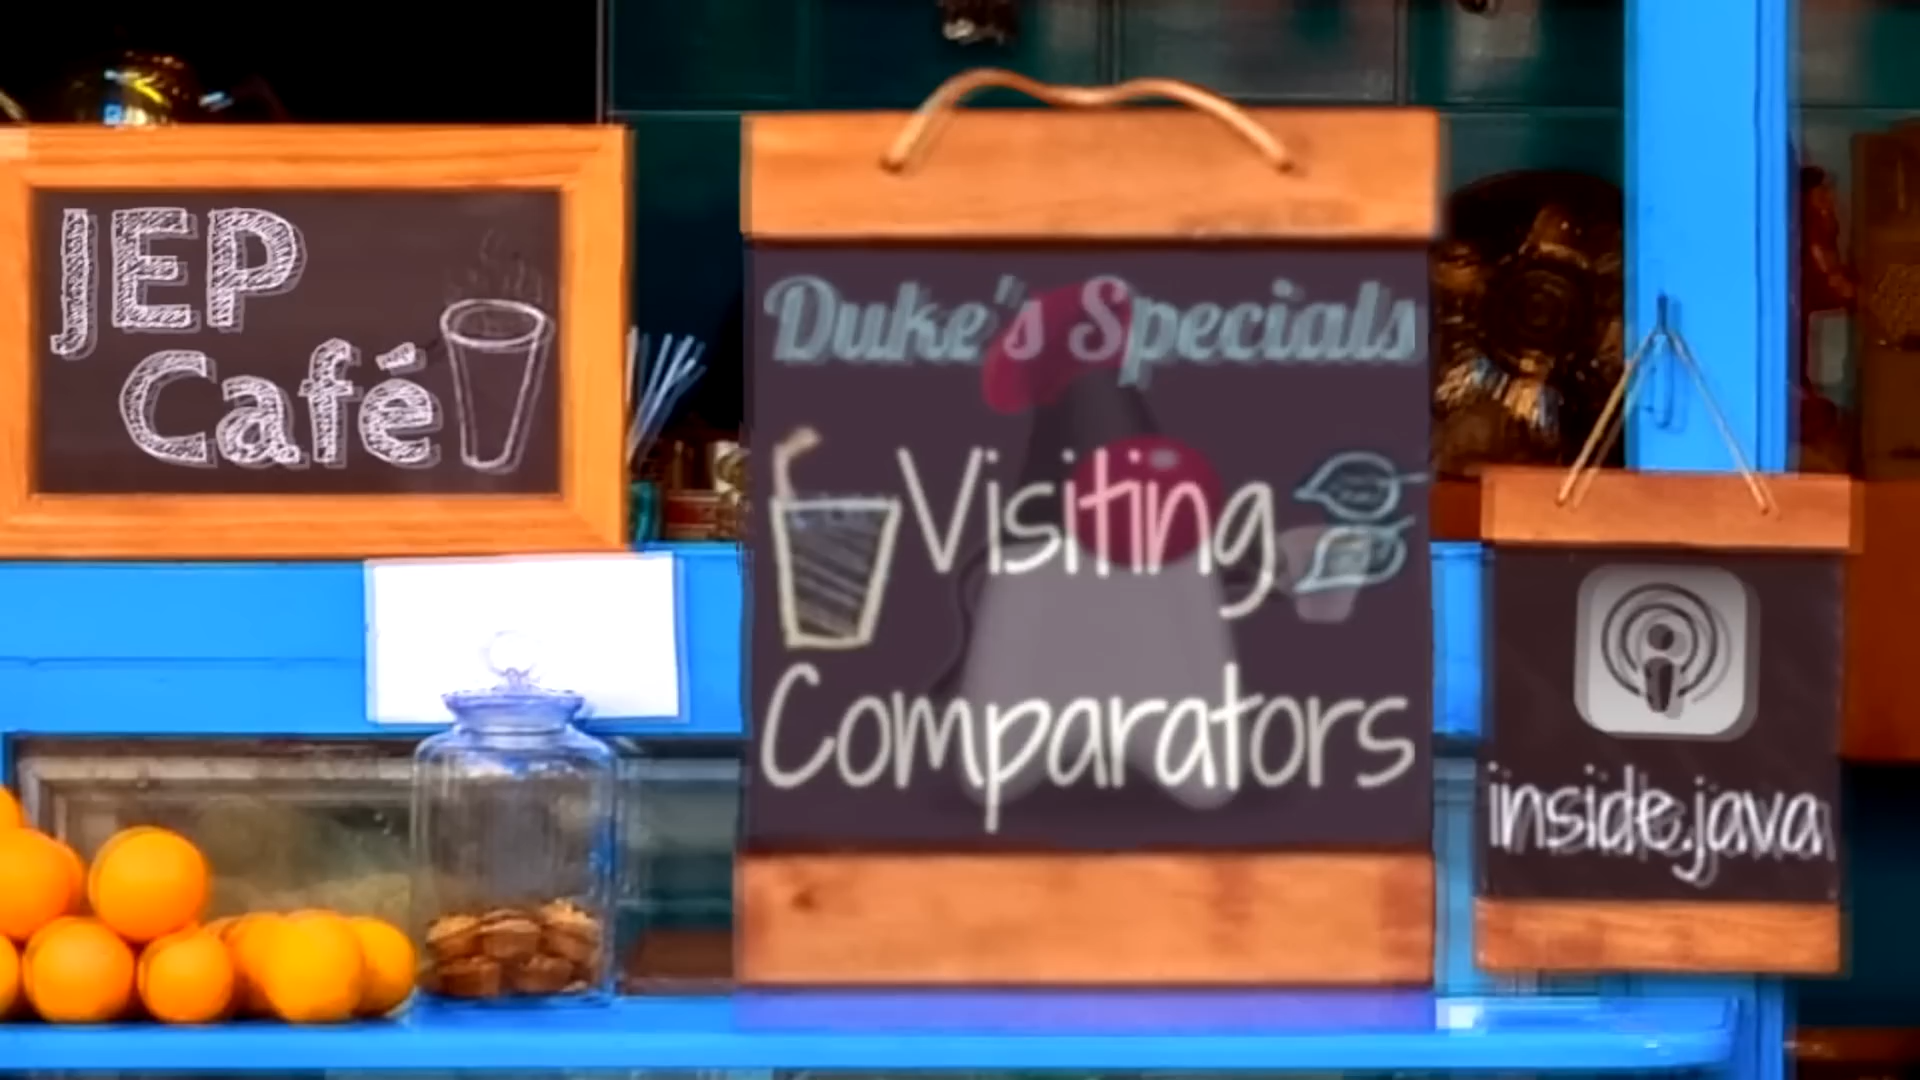 JEP
Café
Duke's Specials
Visiting
Comparators
inside.java